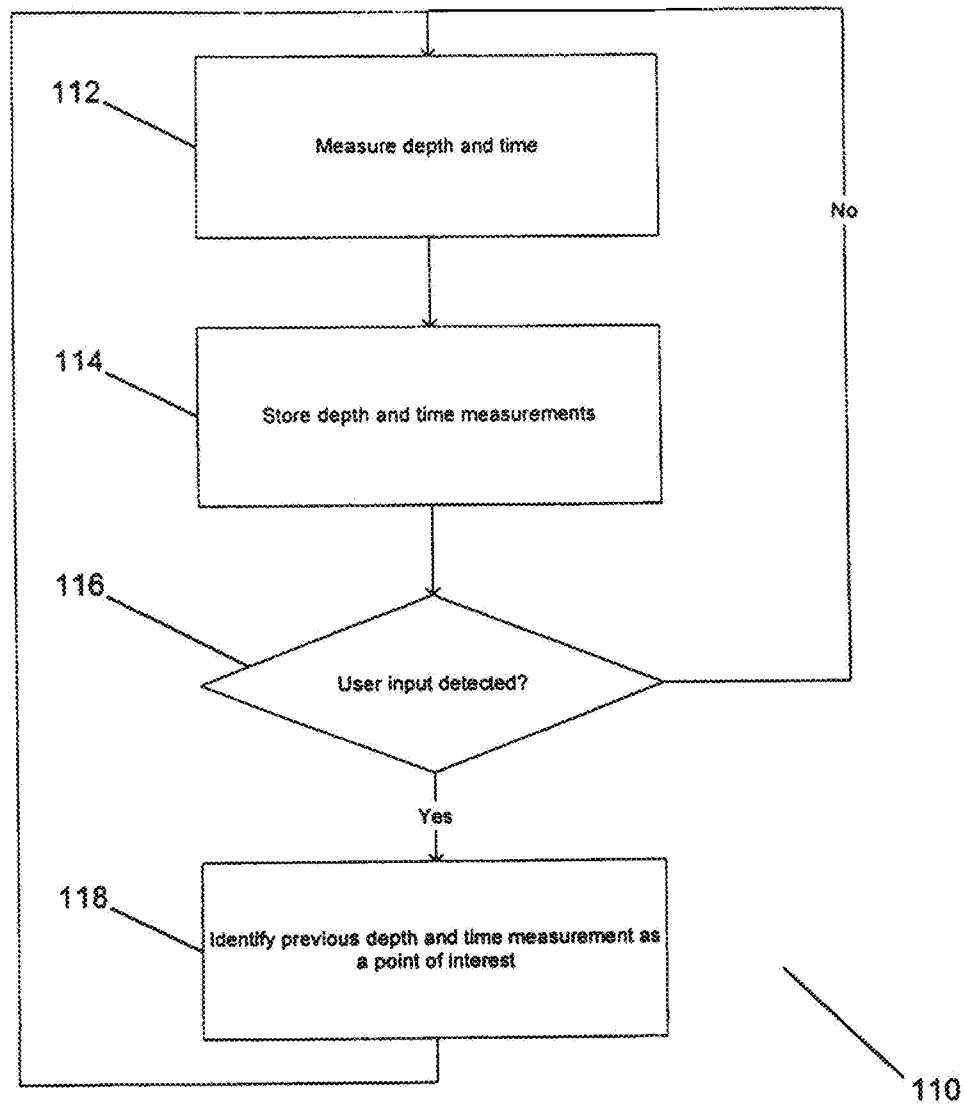 112
Measure depth and time
No
114
Store depth and time measurements
116
User input detected?
Yes
118
Identify previous depth and time measurement as
a point of interest
110